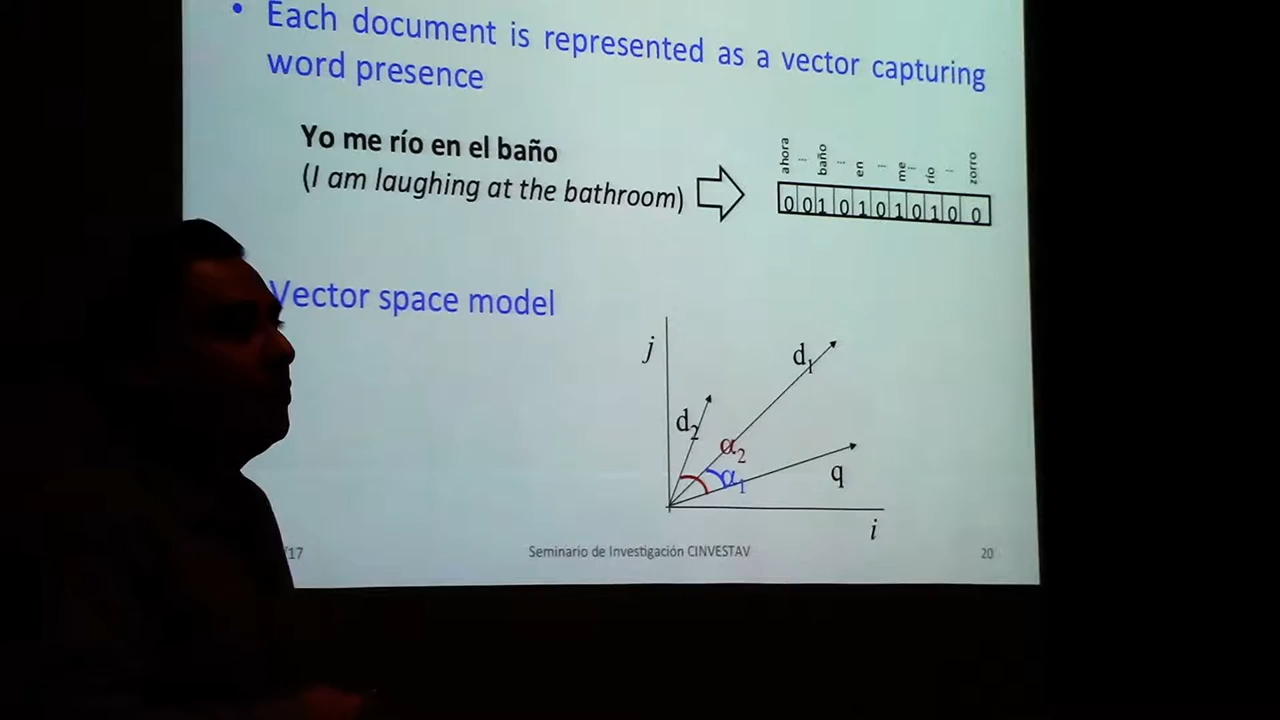 • Each document is represented as a vector capturing
word presence
Yo me río en el baño
(I am laughing at the bathroom)
ahora ... baño ... en ... me ... río ... zorro
0 0 1 0 1 0 1 0 1 0 0
Vector space model
j
d1
d2
α2
α1
q
i
17
Seminario de Investigación CINVESTAV
20